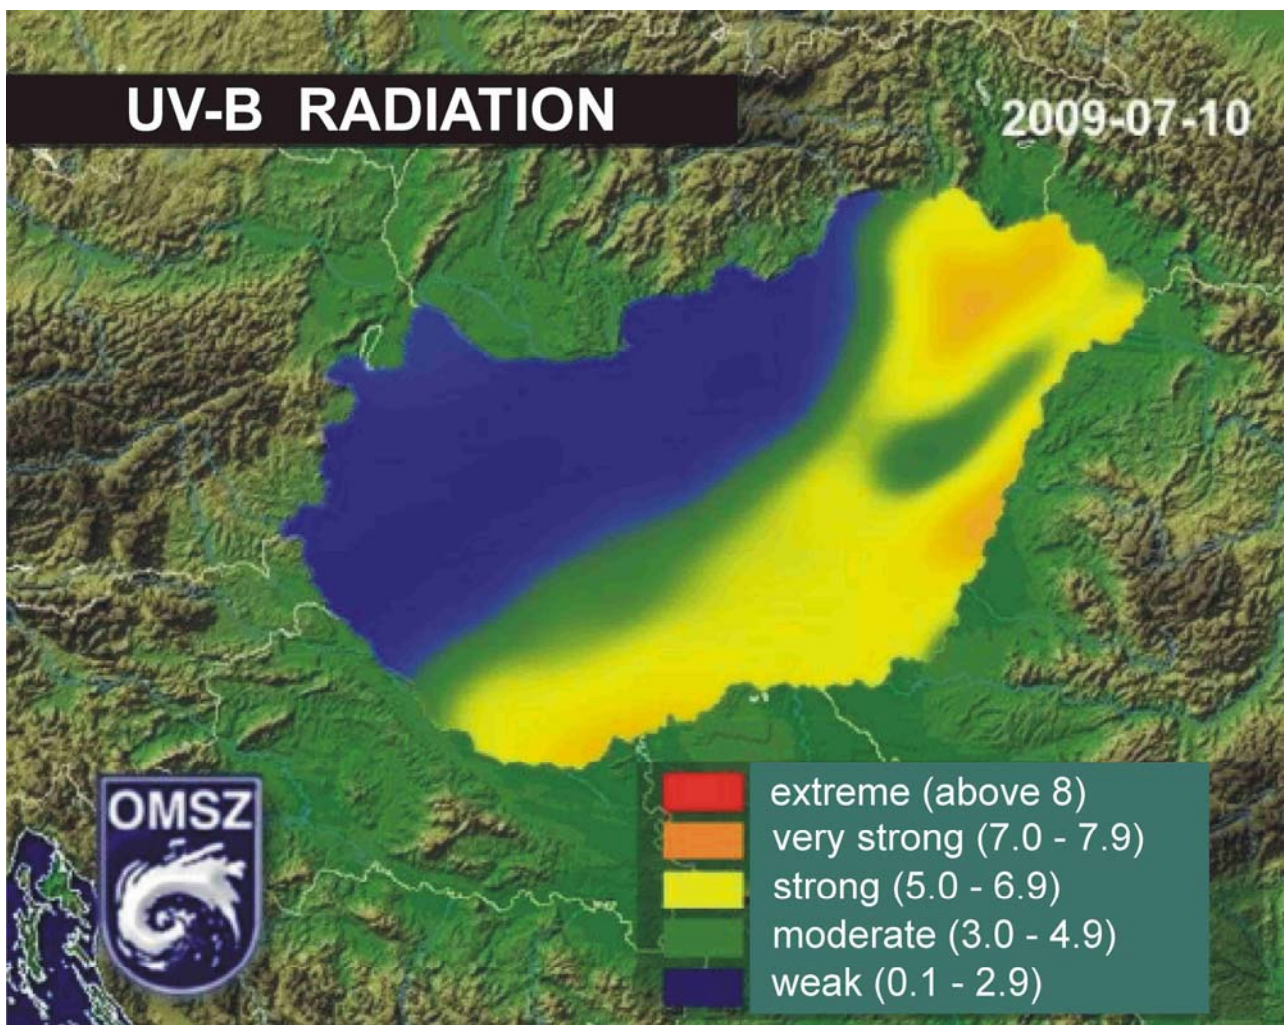 UV-B RADIATION
2009-07-10
OMSZ
extreme (above 8)
very strong (7.0 - 7.9)
strong (5.0 - 6.9)
moderate (3.0 - 4.9)
weak (0.1 - 2.9)